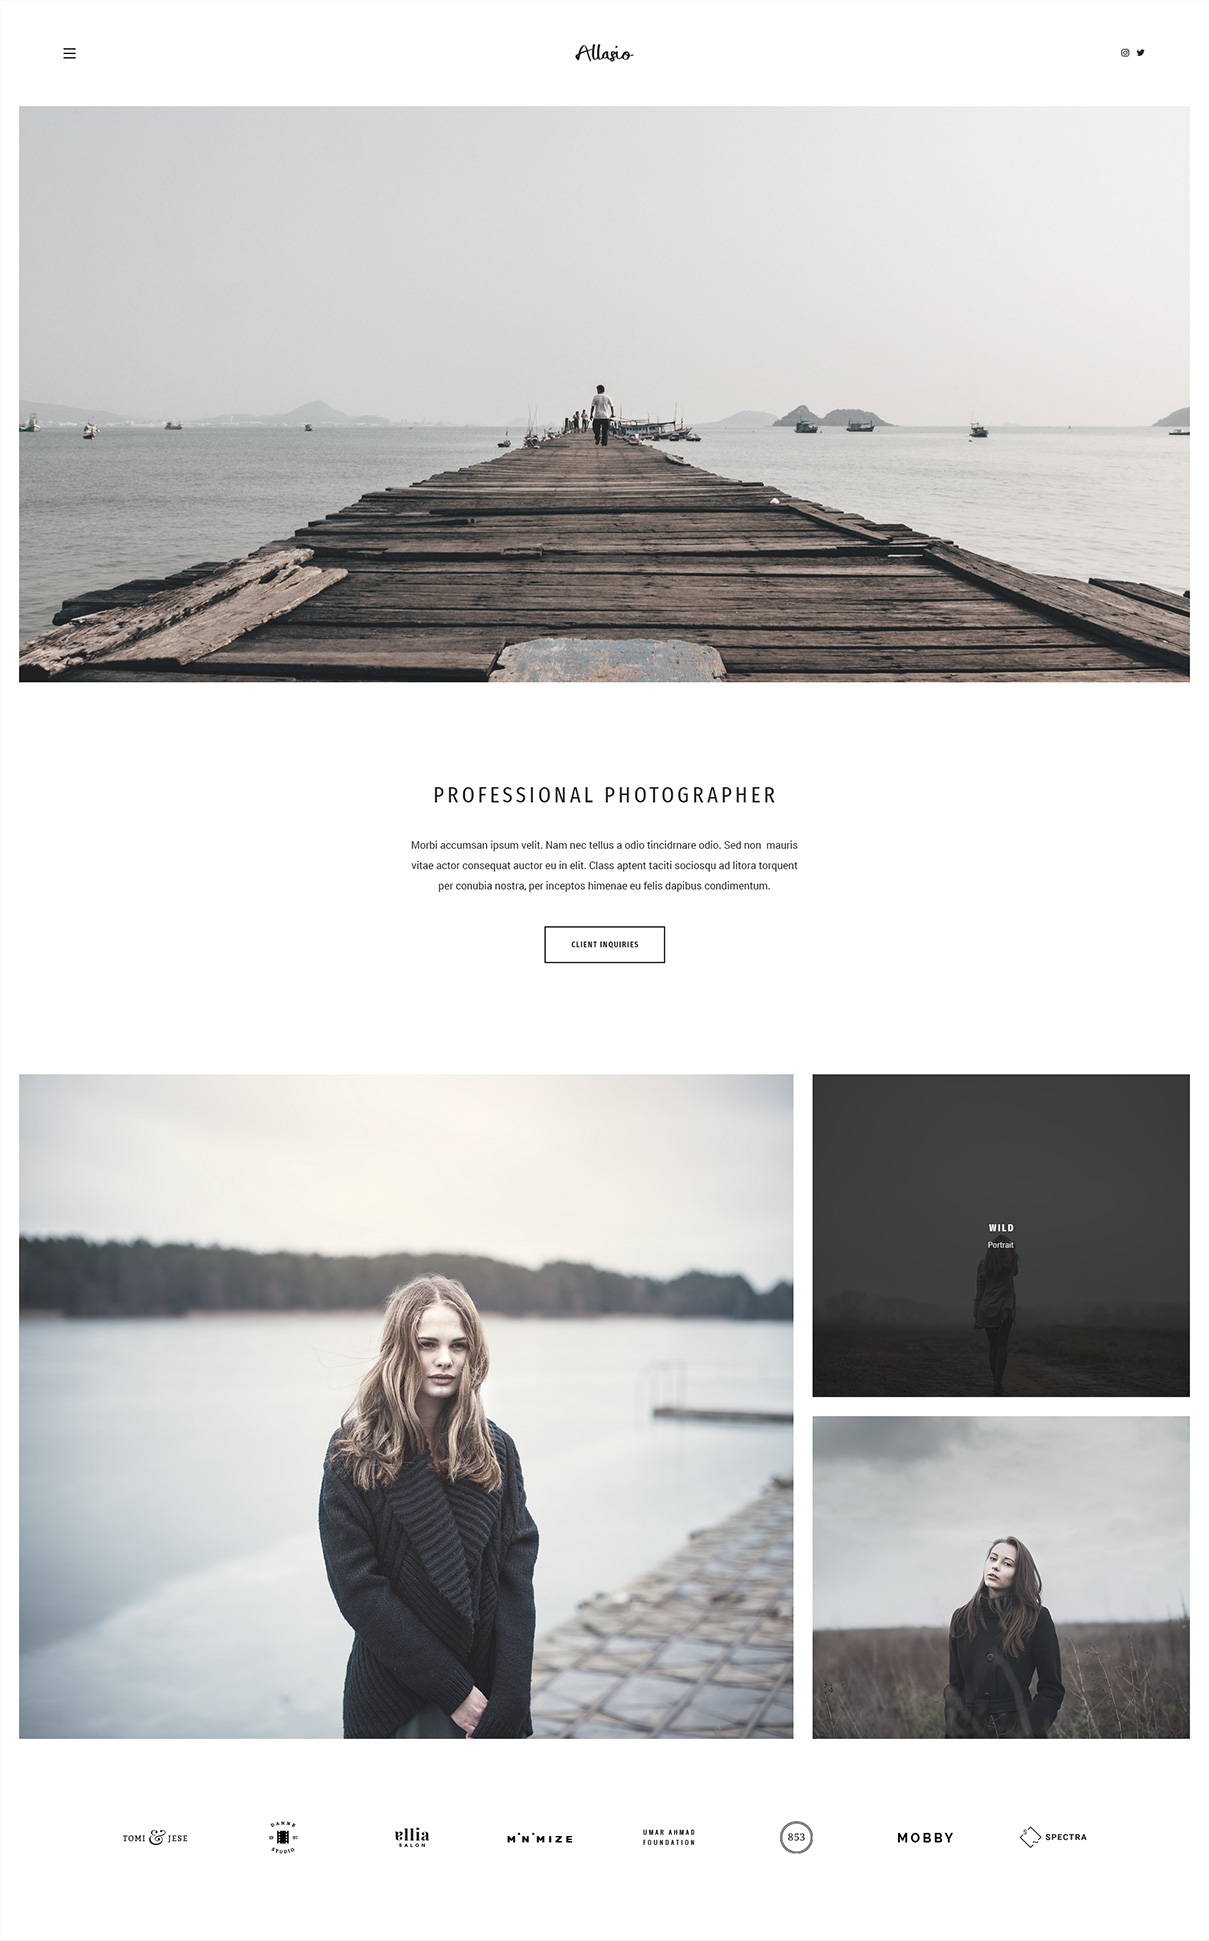 Allasio
PROFESSIONAL PHOTOGRAPHER
Morbi accumsan ipsum velit. Nam nec tellus a odio tincidrnare odio. Sed non mauris
vitae actor consequat auctor eu in elit. Class aptent taciti sociosqu ad litora torquent
per conubia nostra, per inceptos himenae eu felis dapibus condimentum.
CLIENT INQUIRIES
WILD
Portrait
TOMI & JESE
DANNE
STUDIO
ellia
SALON
MINIMIZE
UMAR AHMAD
FOUNDATION
853
MOBBY
SPECTRA